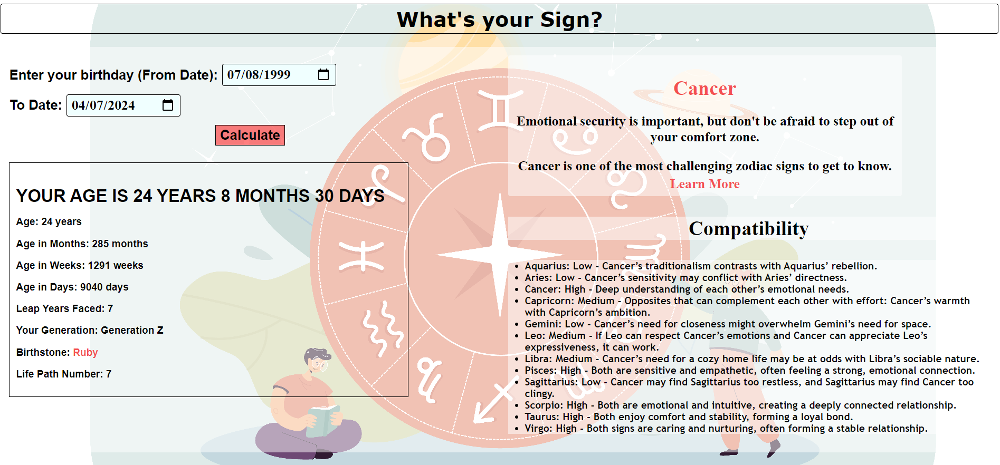 What's your Sign?
Enter your birthday (From Date): 07/08/1999
To Date: 04/07/2024
Calculate
YOUR AGE IS 24 YEARS 8 MONTHS 30 DAYS
Age: 24 years
Age in Months: 285 months
Age in Weeks: 1291 weeks
Age in Days: 9040 days
Leap Years Faced: 7
Your Generation: Generation Z
Birthstone: Ruby
Life Path Number: 7
Cancer
Emotional security is important, but don't be afraid to step out of
your comfort zone.
Cancer is one of the most challenging zodiac signs to get to know.
Learn More
Compatibility
• Aquarius: Low - Cancer’s traditionalism contrasts with Aquarius’ rebellion.
• Aries: Low - Cancer’s sensitivity may conflict with Aries’ directness.
• Cancer: High - Deep understanding of each other’s emotional needs.
• Capricorn: Medium - Opposites that can complement each other with effort: Cancer’s warmth
with Capricorn’s ambition.
• Gemini: Low - Cancer’s need for closeness might overwhelm Gemini’s need for space.
• Leo: Medium - If Leo can respect Cancer’s emotions and Cancer can appreciate Leo’s
expressiveness, it can work.
• Libra: Medium - Cancer’s need for a cozy home life may be at odds with Libra’s sociable nature.
• Pisces: High - Both are sensitive and empathetic, often feeling a strong, emotional connection.
• Sagittarius: Low - Cancer may find Sagittarius too restless, and Sagittarius may find Cancer too
clingy.
• Scorpio: High - Both are emotional and intuitive, creating a deeply connected relationship.
• Taurus: High - Both enjoy comfort and stability, forming a loyal bond.
• Virgo: High - Both signs are caring and nurturing, often forming a stable relationship.